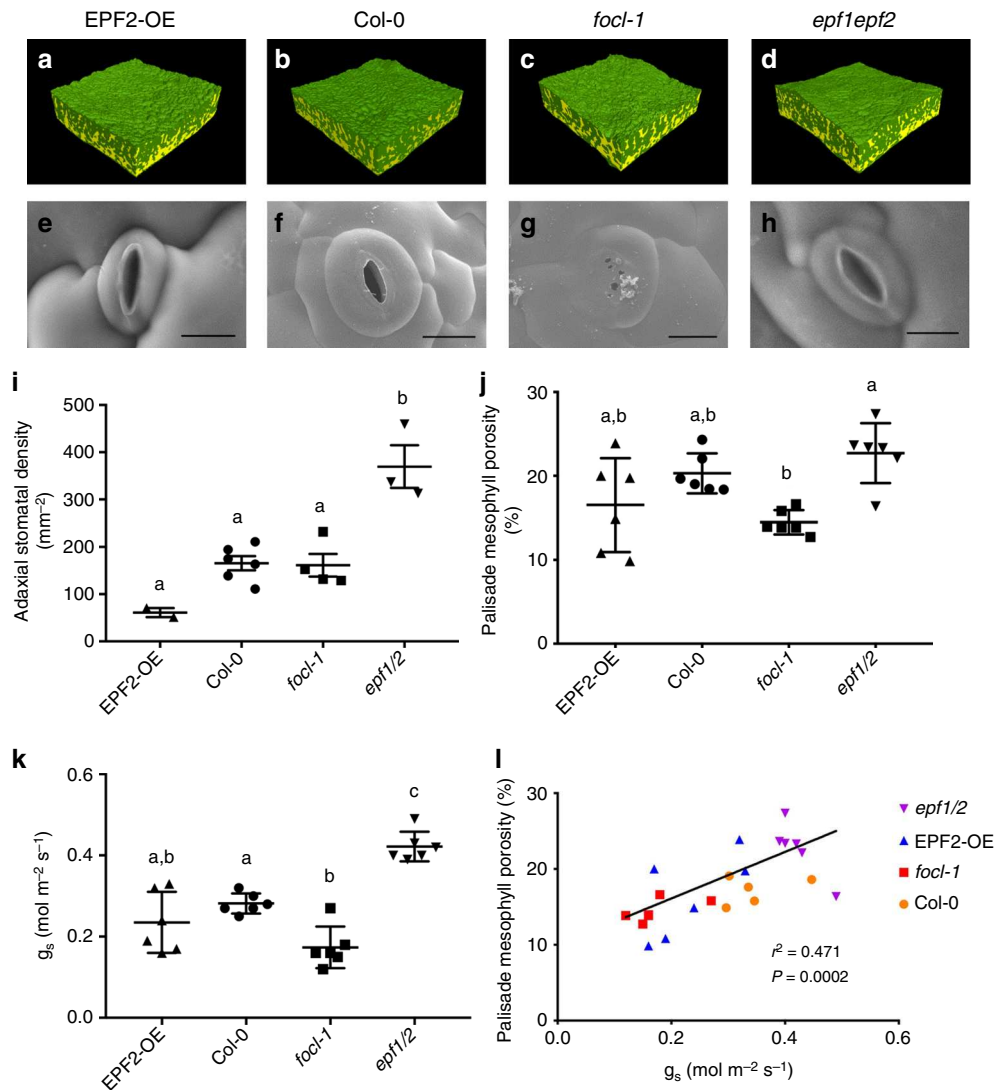 EPF2-OE Col-0 focl-1 epf1epf2
a b c d
e f g h
i
Adaxial stomatal density
(mm⁻²)
500
400
300
200
100
0
a
a
a
b
EPF2-OE Col-0 focl-1 epf1/2
j
Palisade mesophyll porosity
(%)
30
20
10
0
a,b
a,b
b
a
EPF2-OE Col-0 focl-1 epf1/2
k
gs (mol m⁻² s⁻¹)
0.6
0.4
0.2
0.0
a,b
a
b
c
EPF2-OE Col-0 focl-1 epf1/2
l
Palisade mesophyll porosity (%)
30
20
10
0
r² = 0.471
P = 0.0002
0.0 0.2 0.4 0.6
gs (mol m⁻² s⁻¹)
epf1/2
EPF2-OE
focl-1
Col-0